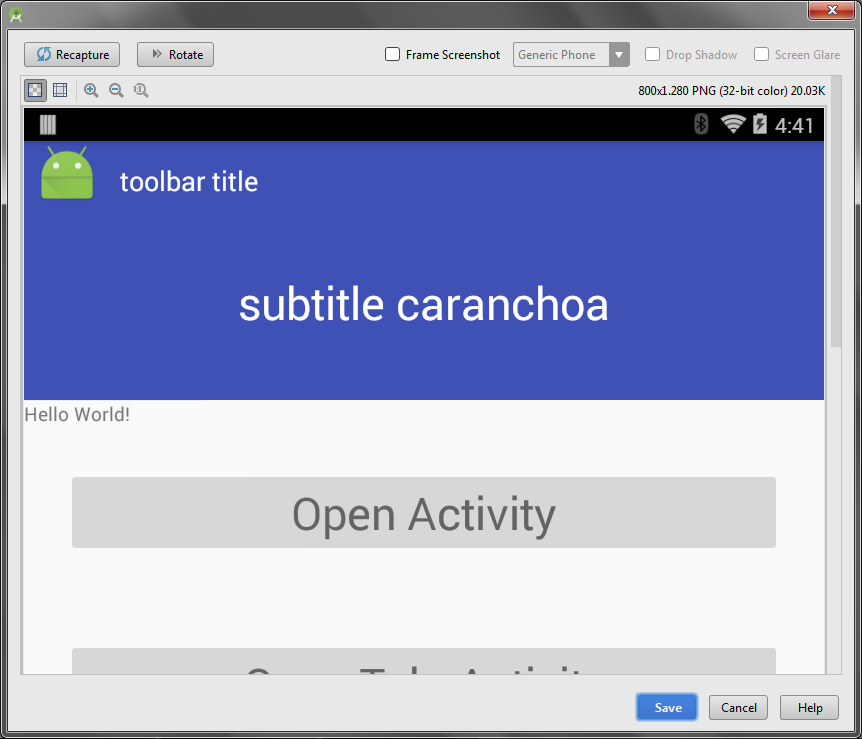 Recapture
Rotate
Frame Screenshot
Generic Phone
Drop Shadow
Screen Glare
800x1.280 PNG (32-bit color) 20.03K
4:41
toolbar title
subtitle caranchoa
Hello World!
Open Activity
Save
Cancel
Help